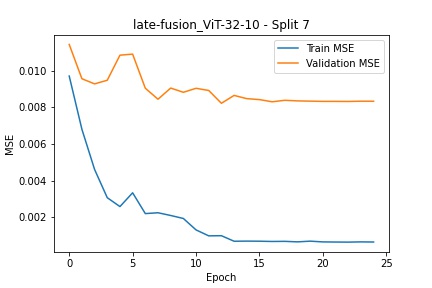 late-fusion_ViT-32-10 - Split 7
Train MSE
Validation MSE
MSE
0.010
0.008
0.006
0.004
0.002
0 5 10 15 20 25
Epoch